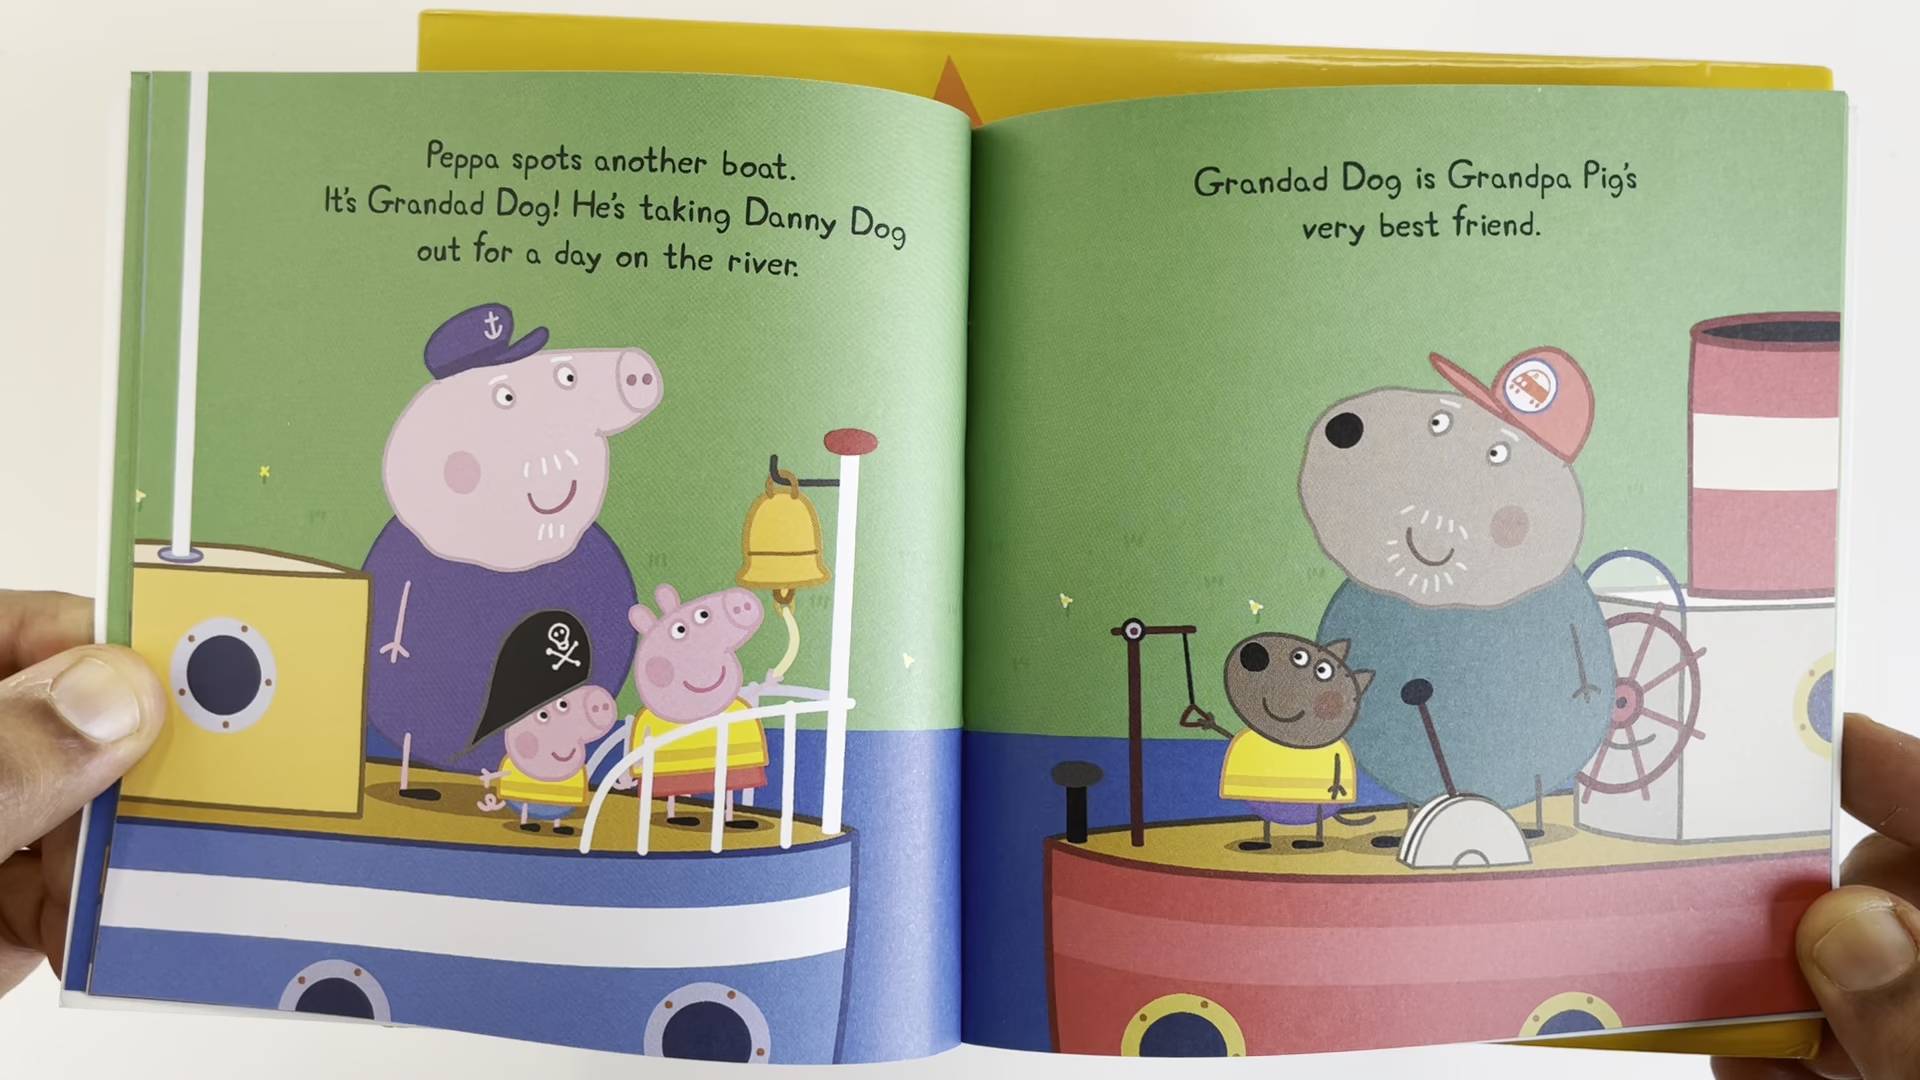 Peppa spots another boat.
It's Grandad Dog! He's taking Danny Dog
out for a day on the river.
Grandad Dog is Grandpa Pig's
very best friend.